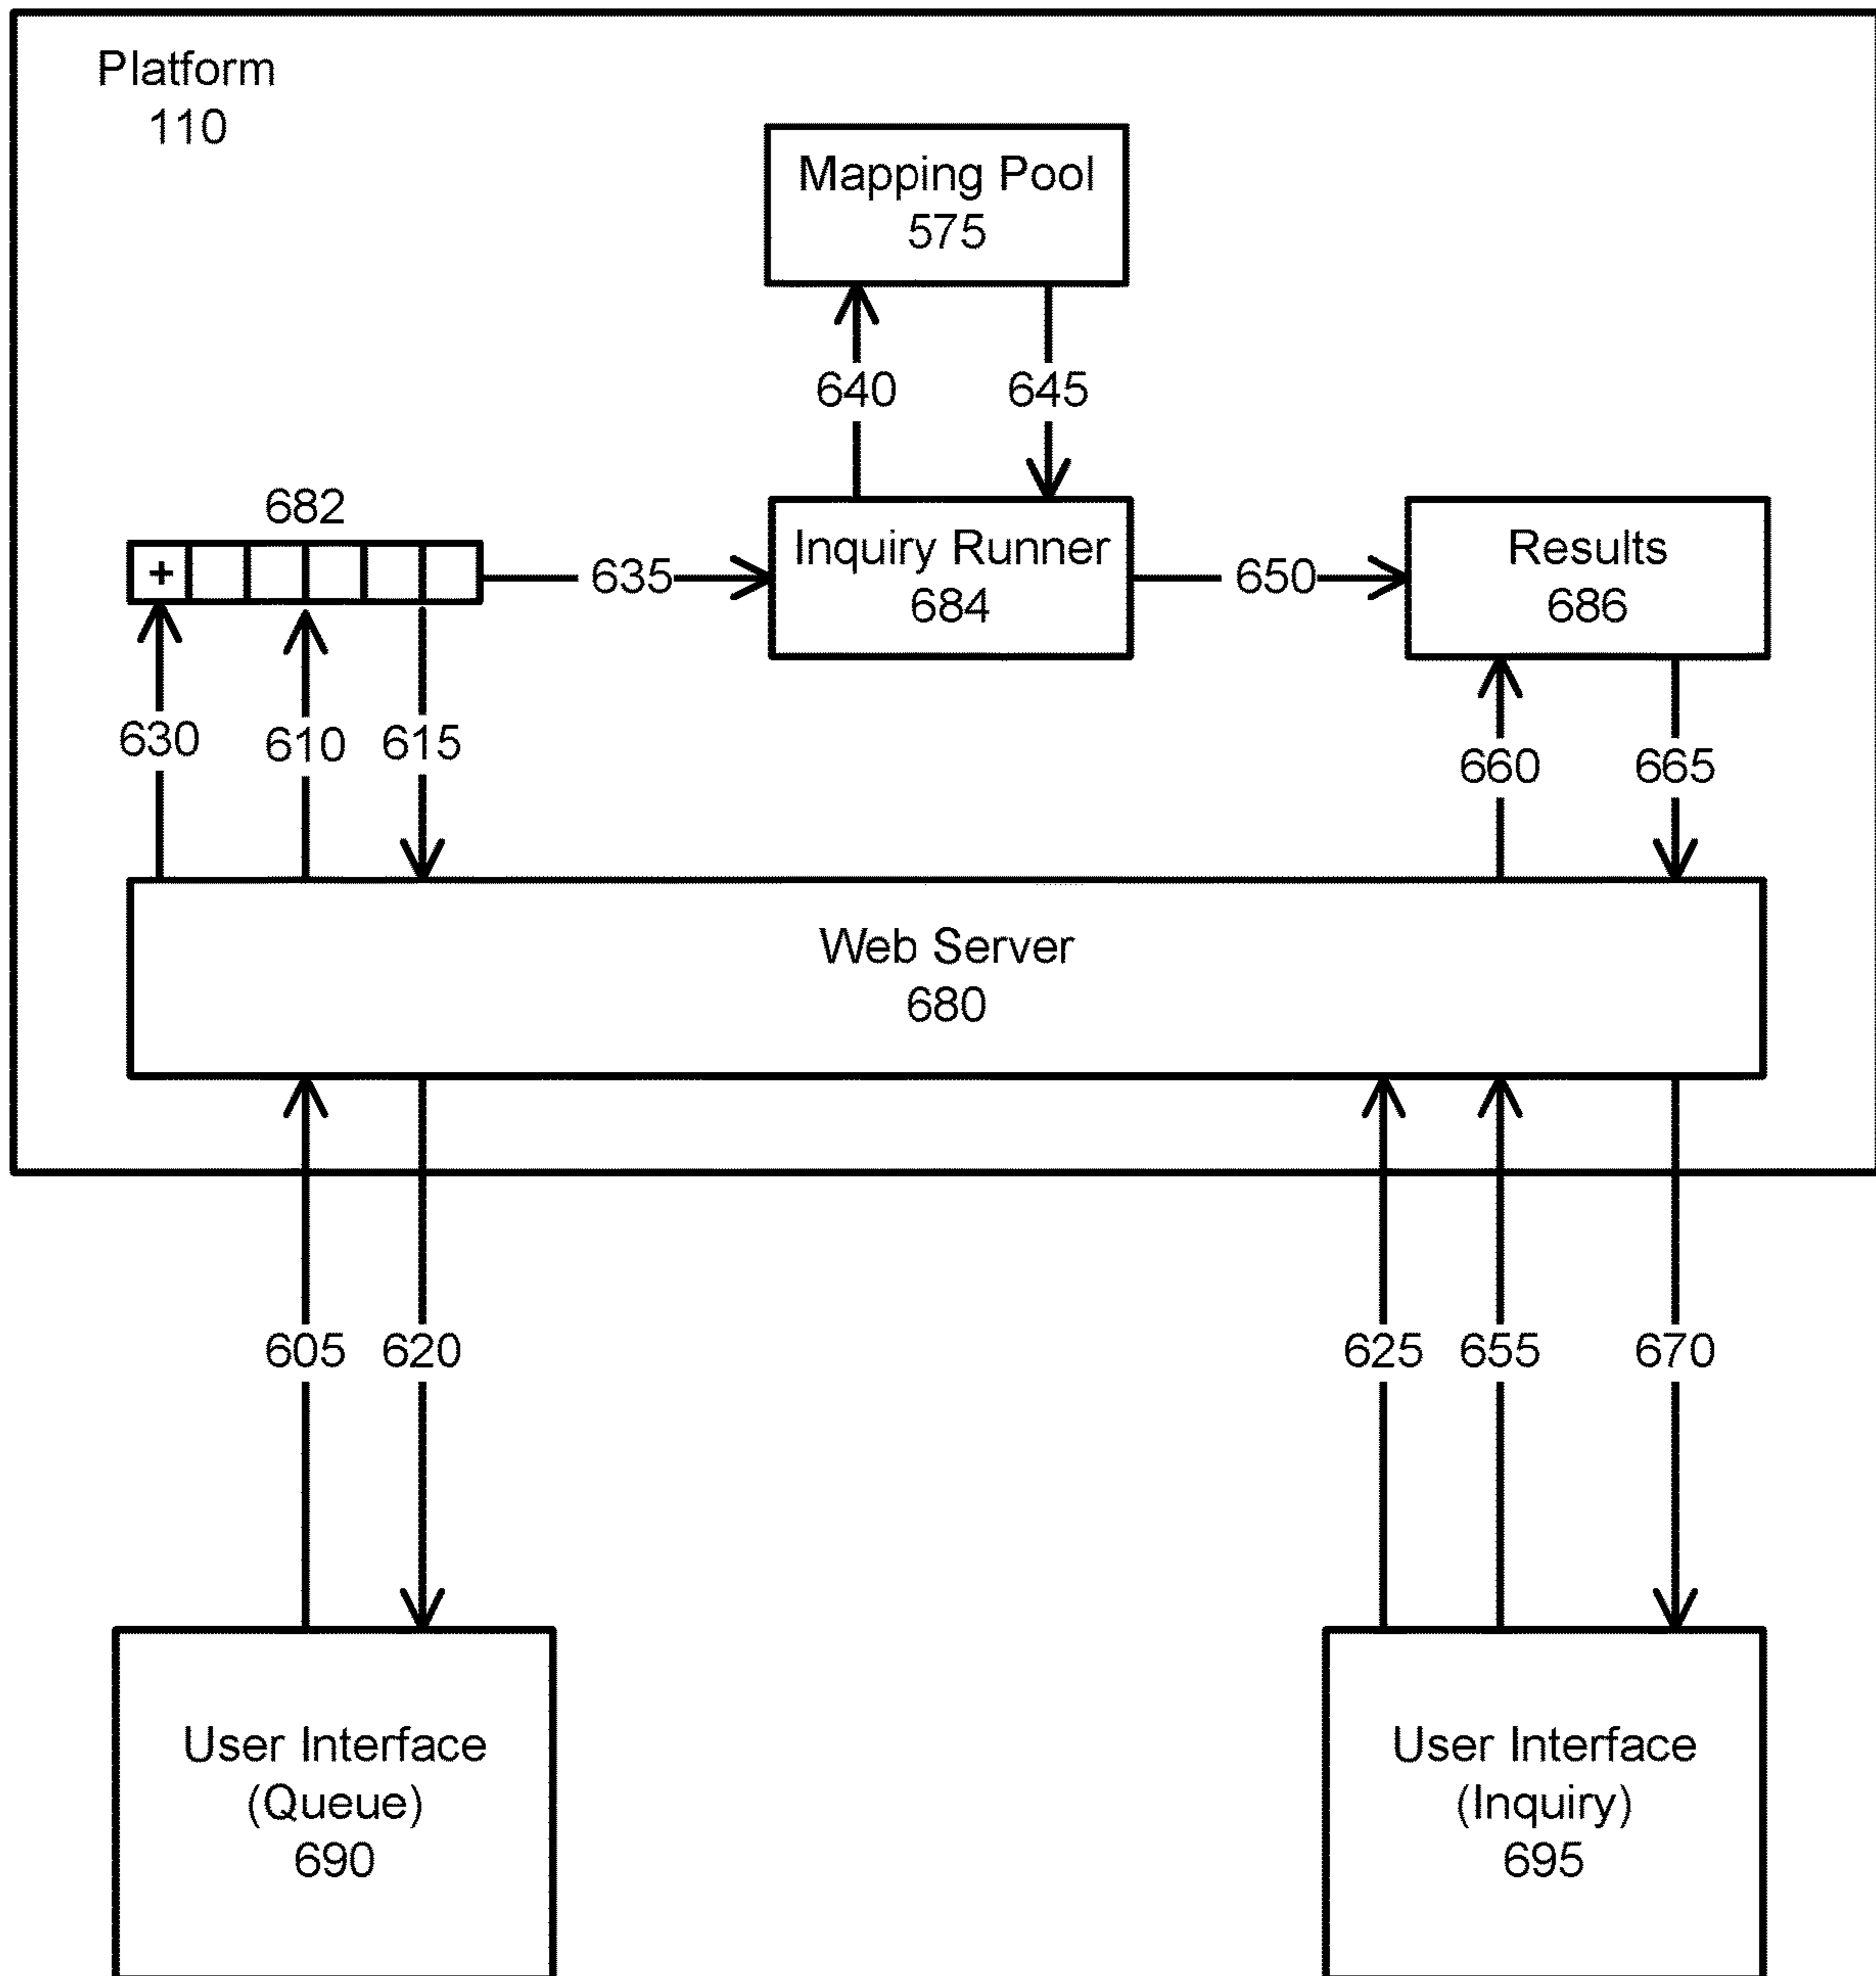 Platform
110
Mapping Pool
575
640
645
682
+
635
Inquiry Runner
684
650
Results
686
630
610
615
660
665
Web Server
680
605
620
625
655
670
User Interface
(Queue)
690
User Interface
(Inquiry)
695